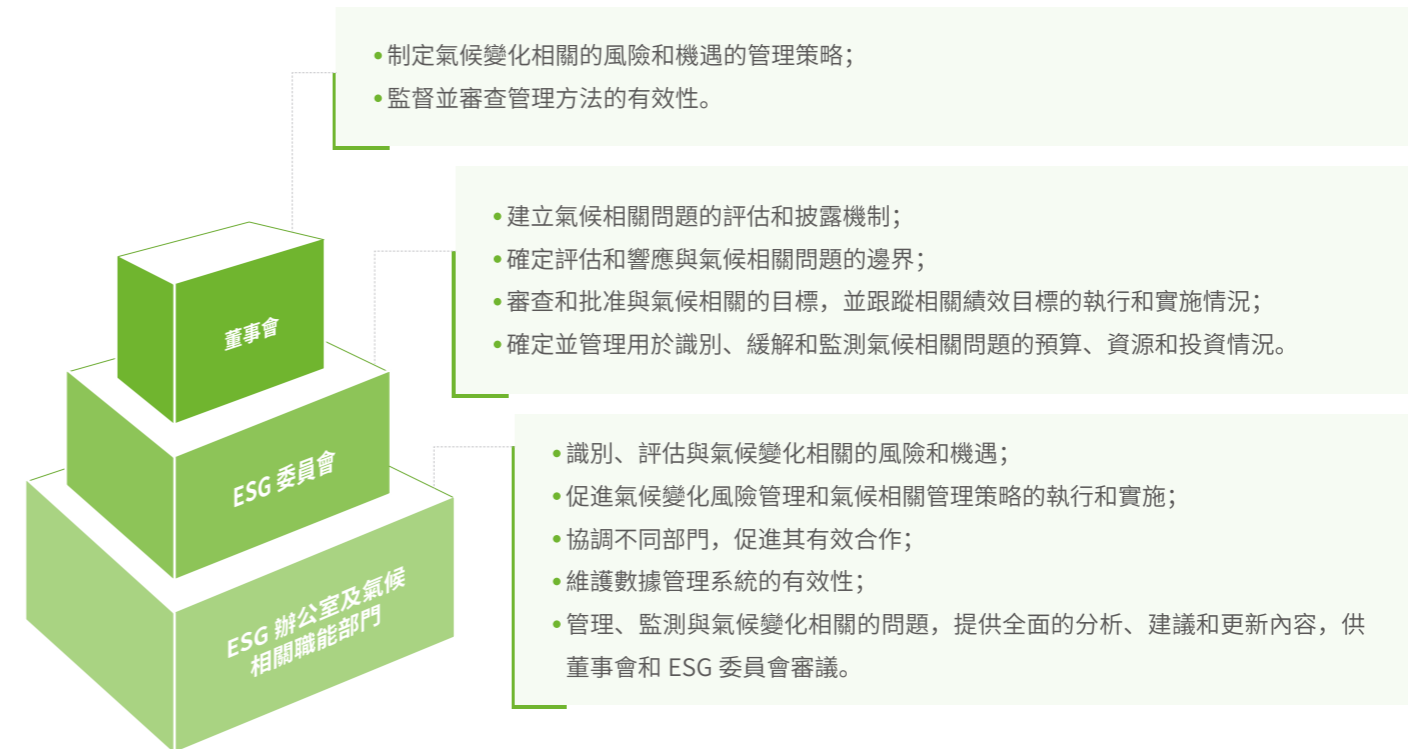 •制定氣候變化相關的風險和機遇的管理策略；
•監督並審查管理方法的有效性。
董事會
•建立氣候相關問題的評估和披露機制；
•確定評估和響應與氣候相關問題的邊界；
•審查和批准與氣候相關的目標，並跟蹤相關績效目標的執行和實施情況；
•確定並管理用於識別、緩解和監測氣候相關問題的預算、資源和投資情況。
ESG 委員會
•識別、評估與氣候變化相關的風險和機遇；
•促進氣候變化風險管理和氣候相關管理策略的執行和實施；
•協調不同部門，促進其有效合作；
•維護數據管理系統的有效性；
•管理、監測與氣候變化相關的問題，提供全面的分析、建議和更新內容，供
董事會和 ESG 委員會審議。
ESG 辦公室及氣候
相關職能部門